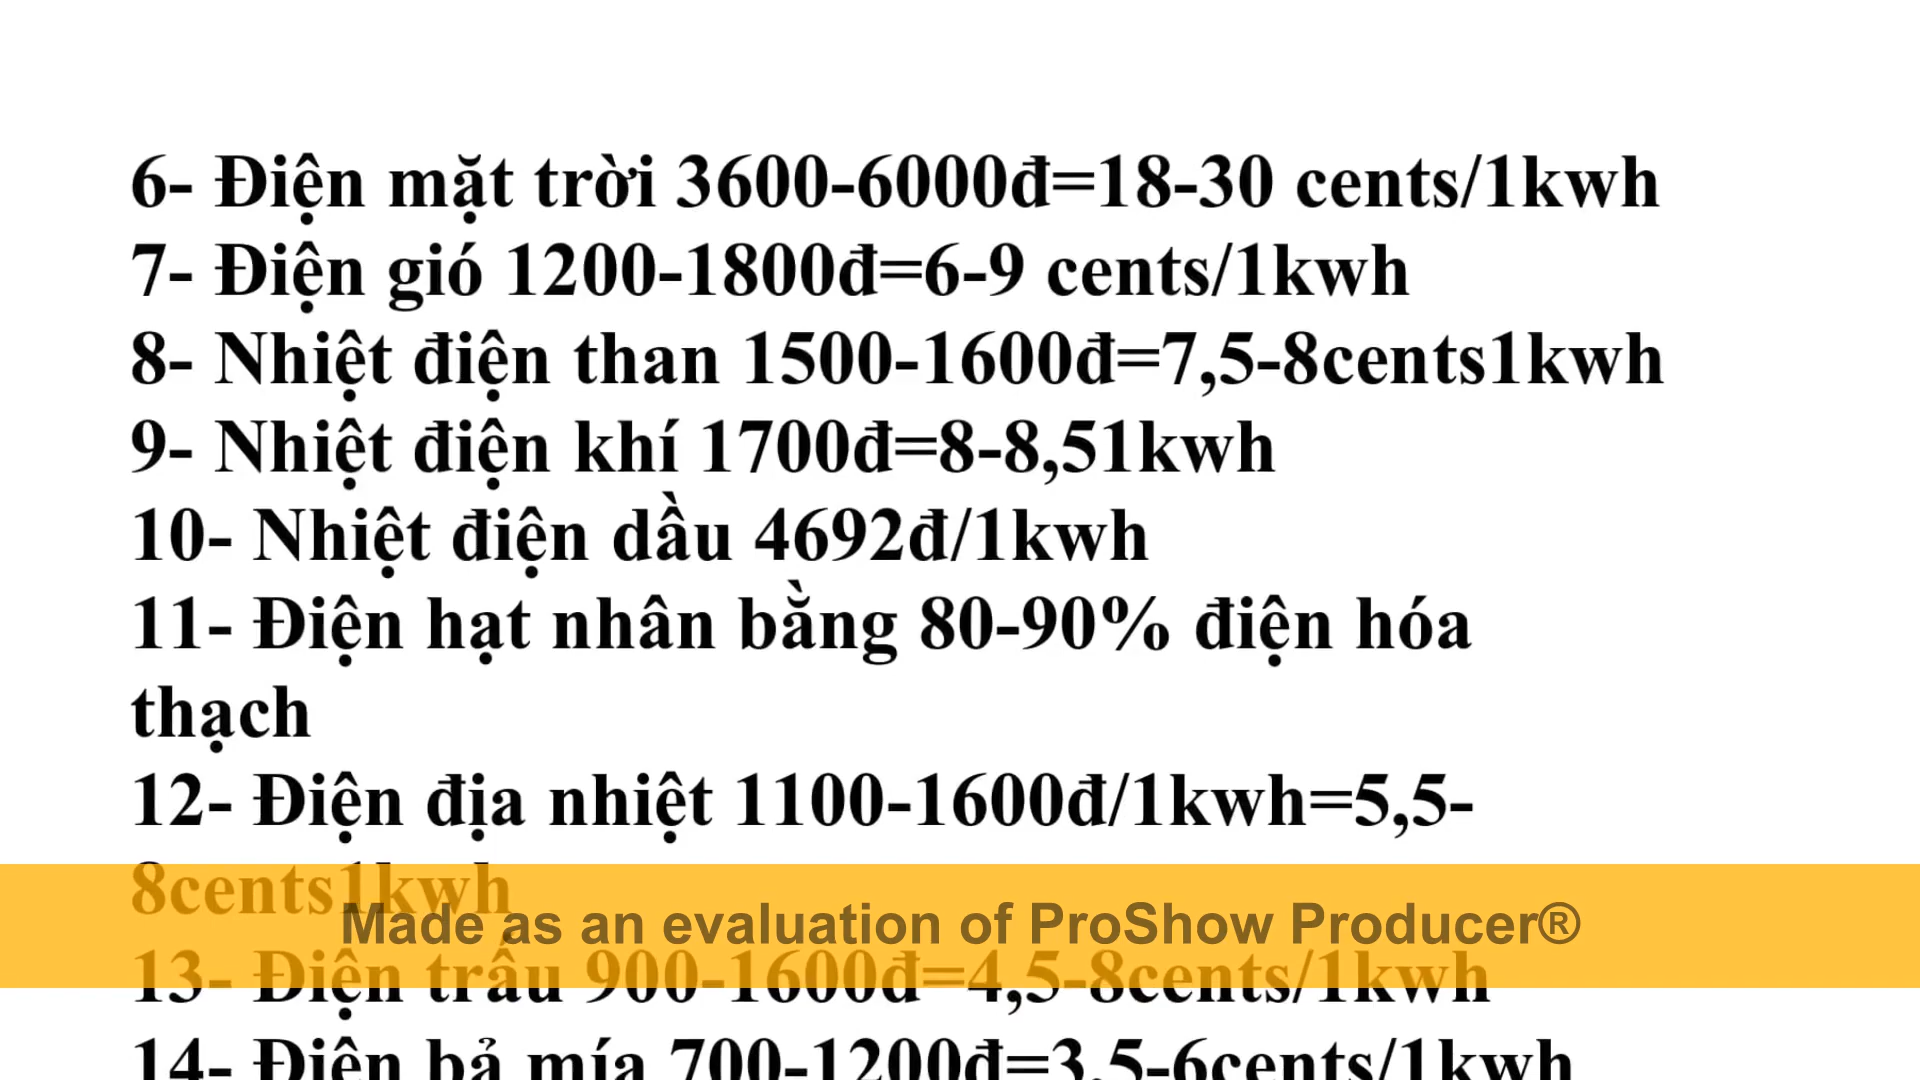 6- Điện mặt trời 3600-6000đ=18-30 cents/1kwh
7- Điện gió 1200-1800đ=6-9 cents/1kwh
8- Nhiệt điện than 1500-1600đ=7,5-8cents1kwh
9- Nhiệt điện khí 1700đ=8-8,51kwh
10- Nhiệt điện dầu 4692đ/1kwh
11- Điện hạt nhân bằng 80-90% điện hóa
thạch
12- Điện địa nhiệt 1100-1600đ/1kwh=5,5-
8cents1kwh
Made as an evaluation of ProShow Producer®
13- Điện trấu 900-1600đ=4,5-8cents/1kwh
14- Điện bả mía 700-1200đ=3,5-6cents/1kwh